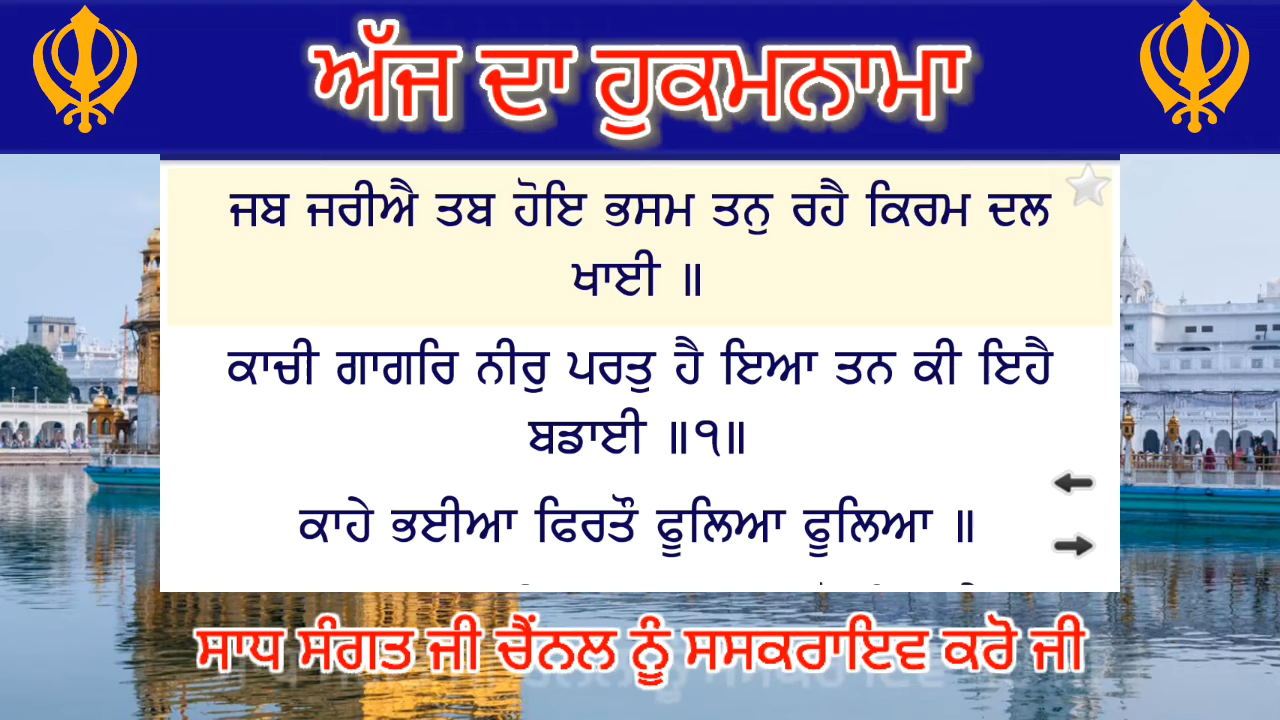 ਅੱਜ ਦਾ ਹੁਕਮਨਾਮਾ
ਜਬ ਜਰੀਐ ਤਬ ਹੋਇ ਭਸਮ ਤਨੁ ਰਹੈ ਕਿਰਮ ਦਲ
ਖਾਈ ॥
ਕਾਚੀ ਗਾਗਰਿ ਨੀਰੁ ਪਰਤੁ ਹੈ ਇਆ ਤਨ ਕੀ ਇਹੈ
ਬਡਾਈ ॥੧॥
ਕਾਹੇ ਭਈਆ ਫਿਰਤੌ ਫੂਲਿਆ ਫੂਲਿਆ ॥
ਸਾਧ ਸੰਗਤ ਜੀ ਚੈਂਨਲ ਨੂੰ ਸਸਕਰਾਇਵ ਕਰੋ ਜੀ